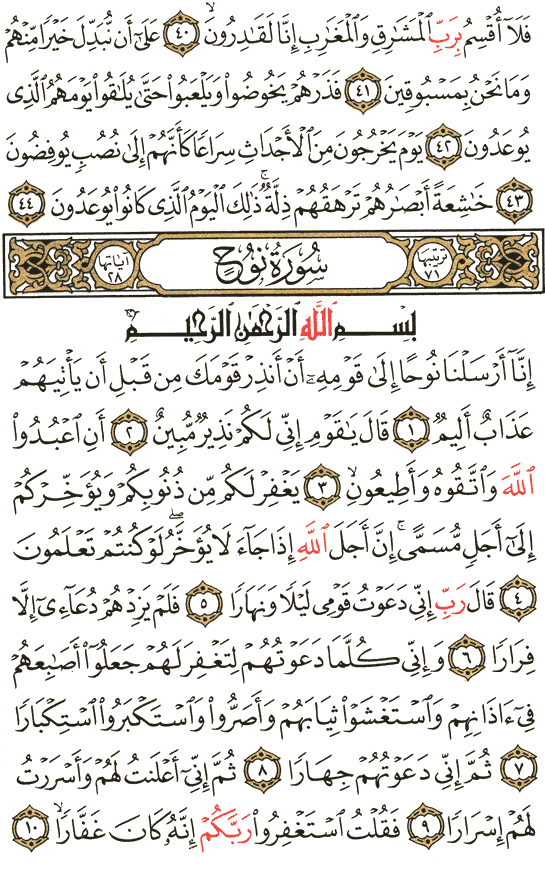 فَلَآ أُقْسِمُ بِرَبِّ ٱلْمَشَٰرِقِ وَٱلْمَغَٰرِبِ إِنَّا لَقَٰدِرُونَ ۙ ٤٠ عَلَىٰٓ أَن نُّبَدِّلَ خَيْرًا مِّنْهُمْ
وَمَا نَحْنُ بِمَسْبُوقِينَ ٤١ فَذَرْهُمْ يَخُوضُوا۟ وَيَلْعَبُوا۟ حَتَّىٰ يُلَٰقُوا۟ يَوْمَهُمُ ٱلَّذِى
يُوعَدُونَ ٤٢ يَوْمَ يَخْرُجُونَ مِنَ ٱلْأَجْدَاثِ سِرَاعًا كَأَنَّهُمْ إِلَىٰ نُصُبٍ يُوفِضُونَ
٤٣ خَٰشِعَةً أَبْصَٰرُهُمْ تَرْهَقُهُمْ ذِلَّةٌ ۚ ذَٰلِكَ ٱلْيَوْمُ ٱلَّذِى كَانُوا۟ يُوعَدُونَ ٤٤
ترتيبها ٧١ سُورَةُ نُوحٍ آياتها ٢٨
بِسْمِ ٱللَّهِ ٱلرَّحْمَٰنِ ٱلرَّحِيمِ
إِنَّآ أَرْسَلْنَا نُوحًا إِلَىٰ قَوْمِهِۦٓ أَنْ أَنذِرْ قَوْمَكَ مِن قَبْلِ أَن يَأْتِيَهُمْ
عَذَابٌ أَلِيمٌ ١ قَالَ يَٰقَوْمِ إِنِّى لَكُمْ نَذِيرٌ مُّبِينٌ ٢ أَنِ ٱعْبُدُوا۟
ٱللَّهَ وَٱتَّقُوهُ وَأَطِيعُونِ ۙ ٣ يَغْفِرْ لَكُم مِّن ذُنُوبِكُمْ وَيُؤَخِّرْكُمْ
إِلَىٰٓ أَجَلٍ مُّسَمًّى ۚ إِنَّ أَجَلَ ٱللَّهِ إِذَا جَآءَ لَا يُؤَخَّرُ ۖ لَوْ كُنتُمْ تَعْلَمُونَ
٤ قَالَ رَبِّ إِنِّى دَعَوْتُ قَوْمِى لَيْلًا وَنَهَارًا ٥ فَلَمْ يَزِدْهُمْ دُعَآءِىٓ إِلَّا
فِرَارًا ٦ وَإِنِّى كُلَّمَا دَعَوْتُهُمْ لِتَغْفِرَ لَهُمْ جَعَلُوٓا۟ أَصَٰبِعَهُمْ
فِىٓ ءَاذَانِهِمْ وَٱسْتَغْشَوْا۟ ثِيَابَهُمْ وَأَصَرُّوا۟ وَٱسْتَكْبَرُوا۟ ٱسْتِكْبَارًا
٧ ثُمَّ إِنِّى دَعَوْتُهُمْ جِهَارًا ٨ ثُمَّ إِنِّىٓ أَعْلَنتُ لَهُمْ وَأَسْرَرْتُ
لَهُمْ إِسْرَارًا ٩ فَقُلْتُ ٱسْتَغْفِرُوا۟ رَبَّكُمْ إِنَّهُۥ كَانَ غَفَّارًا ۙ ١٠